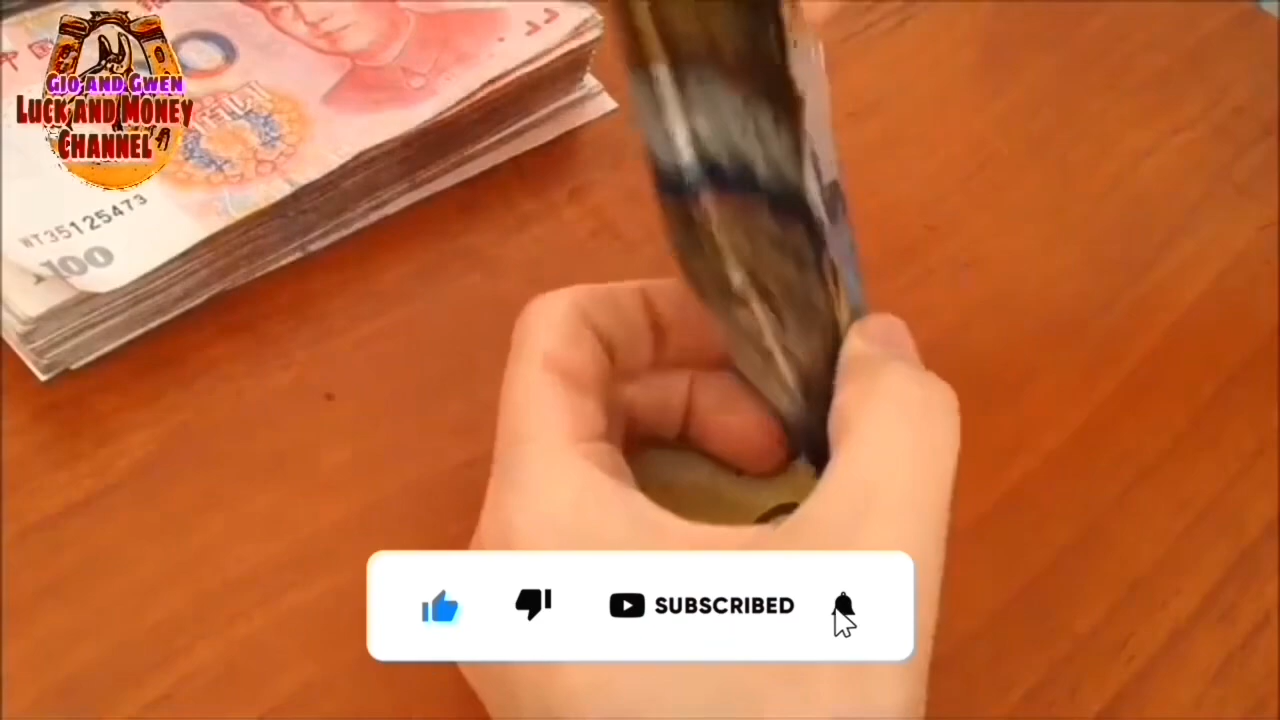 GIO AND GWEN
LUCK AND MONEY
CHANNEL
WT35125473
100
SUBSCRIBED